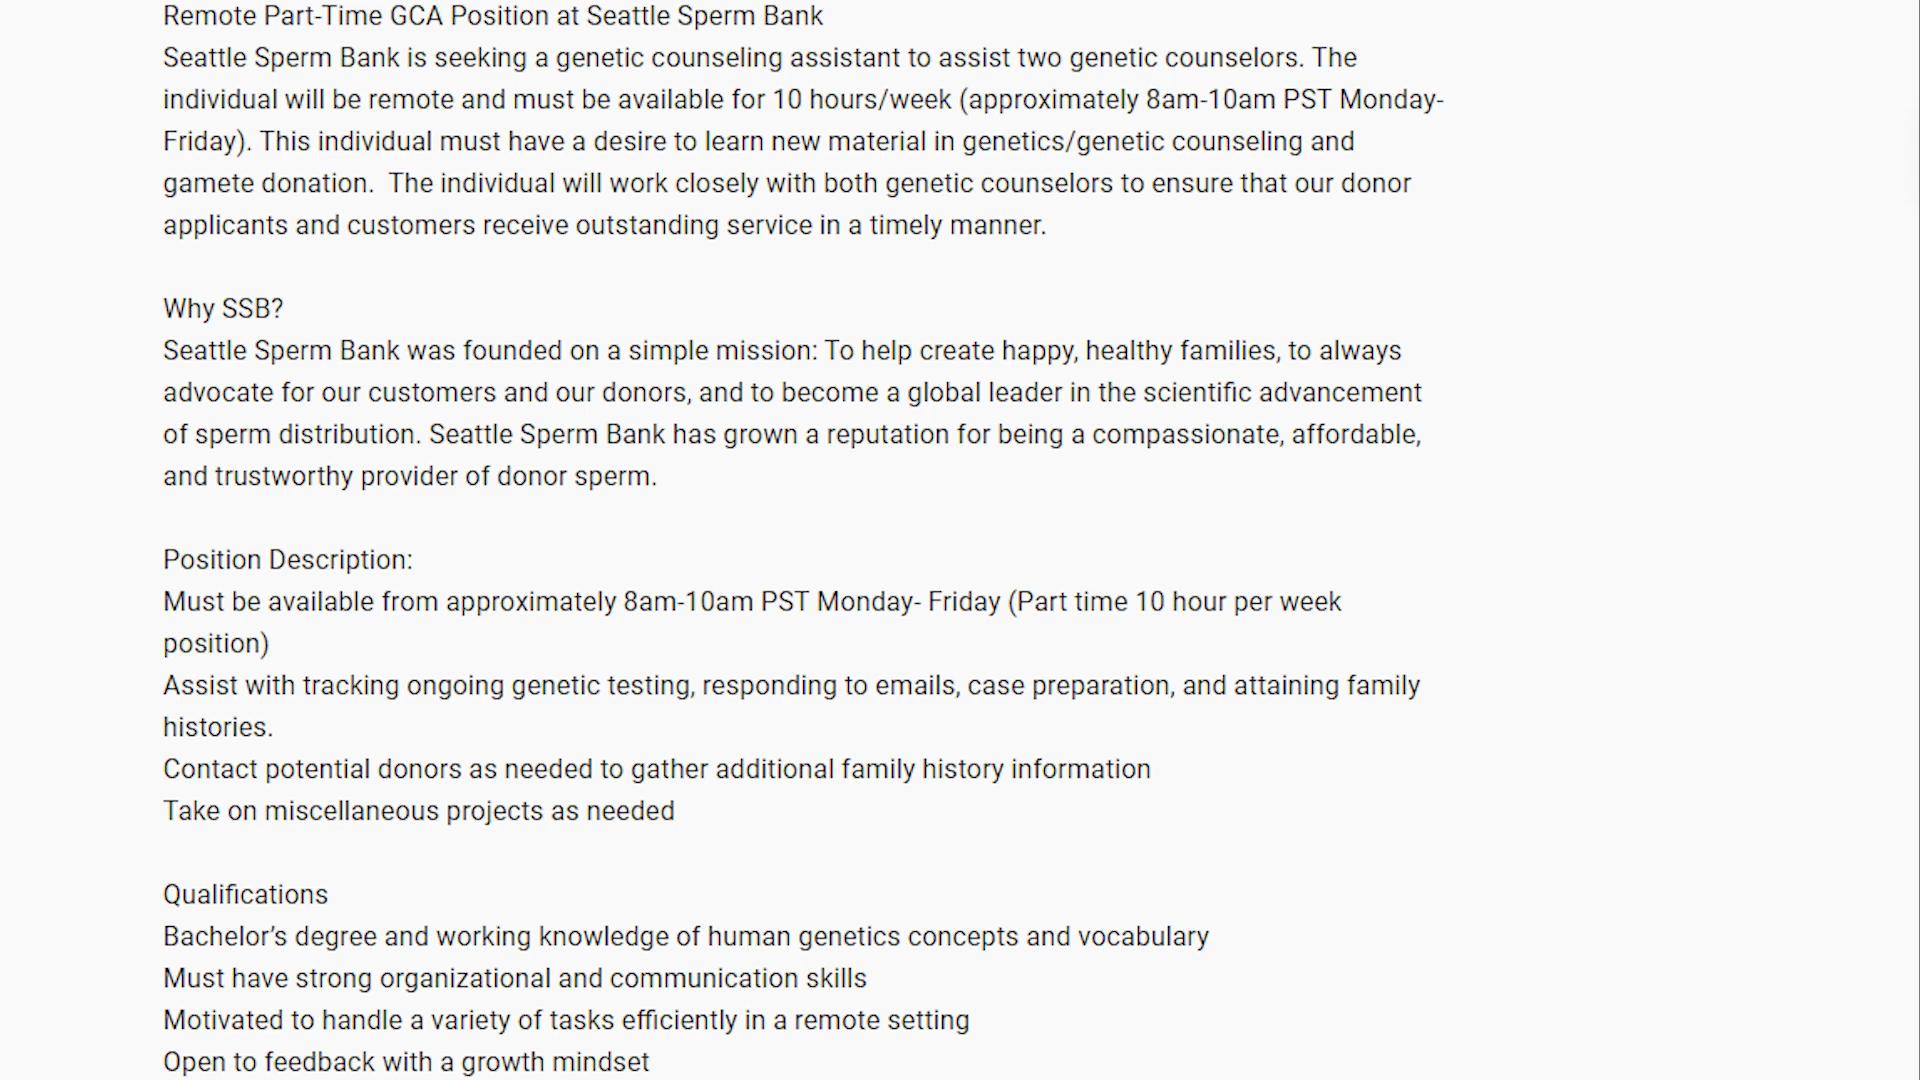 Remote Part-Time GCA Position at Seattle Sperm Bank
Seattle Sperm Bank is seeking a genetic counseling assistant to assist two genetic counselors. The
individual will be remote and must be available for 10 hours/week (approximately 8am-10am PST Monday-
Friday). This individual must have a desire to learn new material in genetics/genetic counseling and
gamete donation.  The individual will work closely with both genetic counselors to ensure that our donor
applicants and customers receive outstanding service in a timely manner.
Why SSB?
Seattle Sperm Bank was founded on a simple mission: To help create happy, healthy families, to always
advocate for our customers and our donors, and to become a global leader in the scientific advancement
of sperm distribution. Seattle Sperm Bank has grown a reputation for being a compassionate, affordable,
and trustworthy provider of donor sperm.
Position Description:
Must be available from approximately 8am-10am PST Monday- Friday (Part time 10 hour per week
position)
Assist with tracking ongoing genetic testing, responding to emails, case preparation, and attaining family
histories.
Contact potential donors as needed to gather additional family history information
Take on miscellaneous projects as needed
Qualifications
Bachelor’s degree and working knowledge of human genetics concepts and vocabulary
Must have strong organizational and communication skills
Motivated to handle a variety of tasks efficiently in a remote setting
Open to feedback with a growth mindset